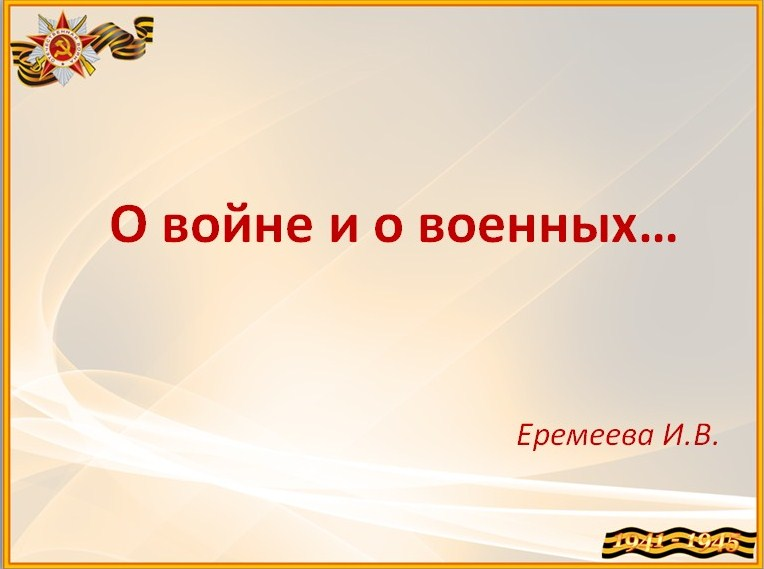 О войне и о военных...
Еремеева И.В.
1941 - 1945